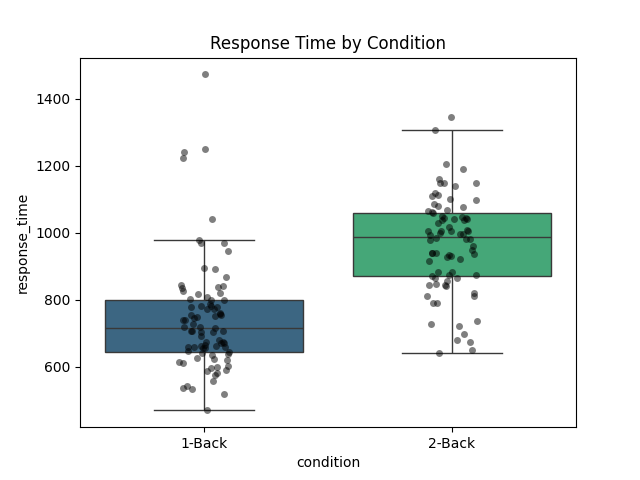 Response Time by Condition
1400
1200
1000
800
600
response_time
1-Back
2-Back
condition